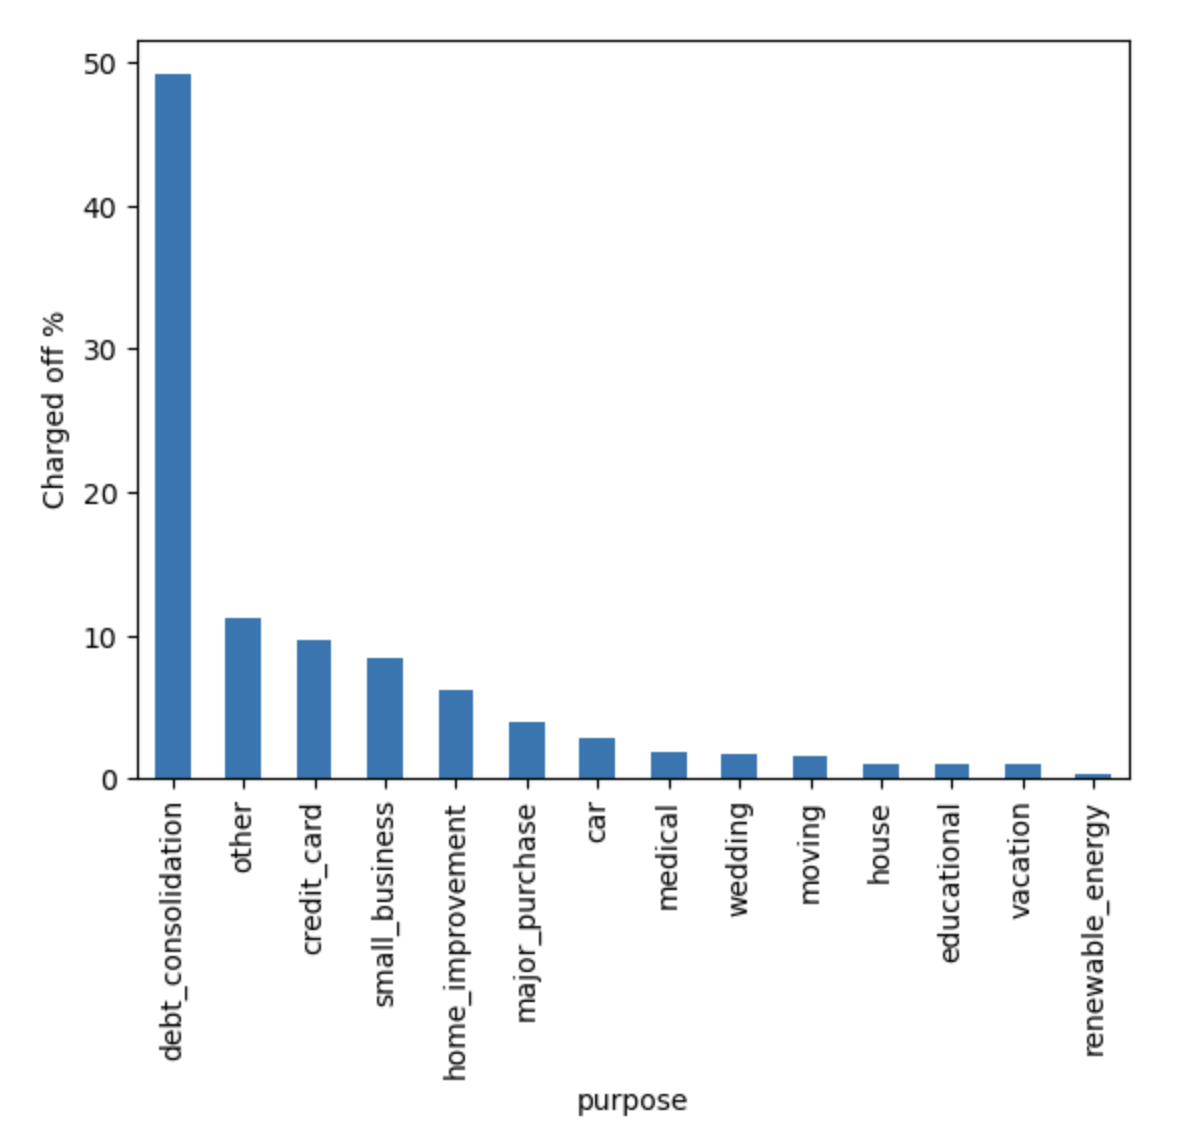 50
40
30
20
10
0
Charged off %
debt_consolidation
other
credit_card
small_business
home_improvement
major_purchase
car
medical
wedding
moving
house
educational
vacation
renewable_energy
purpose